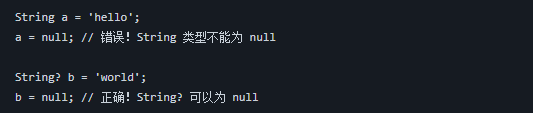 String a = 'hello';
a = null; // 错误! String 类型不能为 null
String? b = 'world';
b = null; // 正确! String? 可以为 null